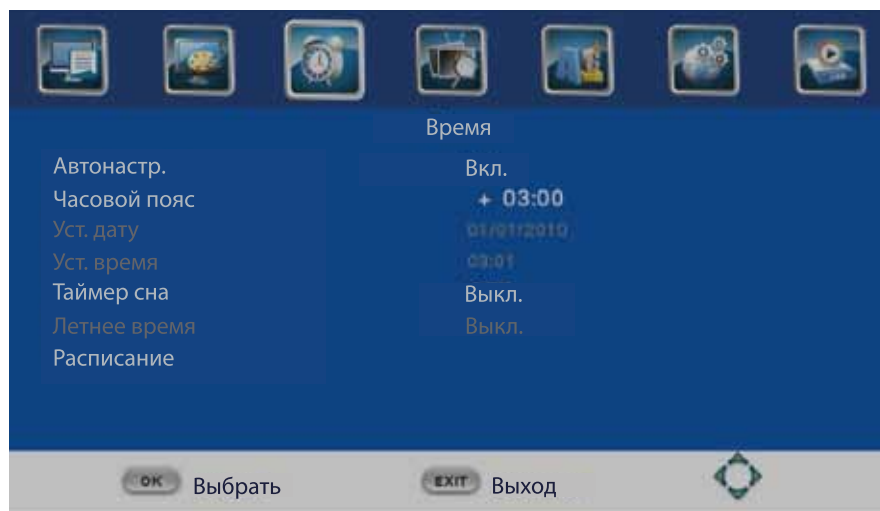 Время
Автонастр. Вкл.
Часовой пояс + 03:00
Уст. дату 01/01/2010
Уст. время 03:01
Таймер сна Выкл.
Летнее время Выкл.
Расписание
OK Выбрать EXIT Выход